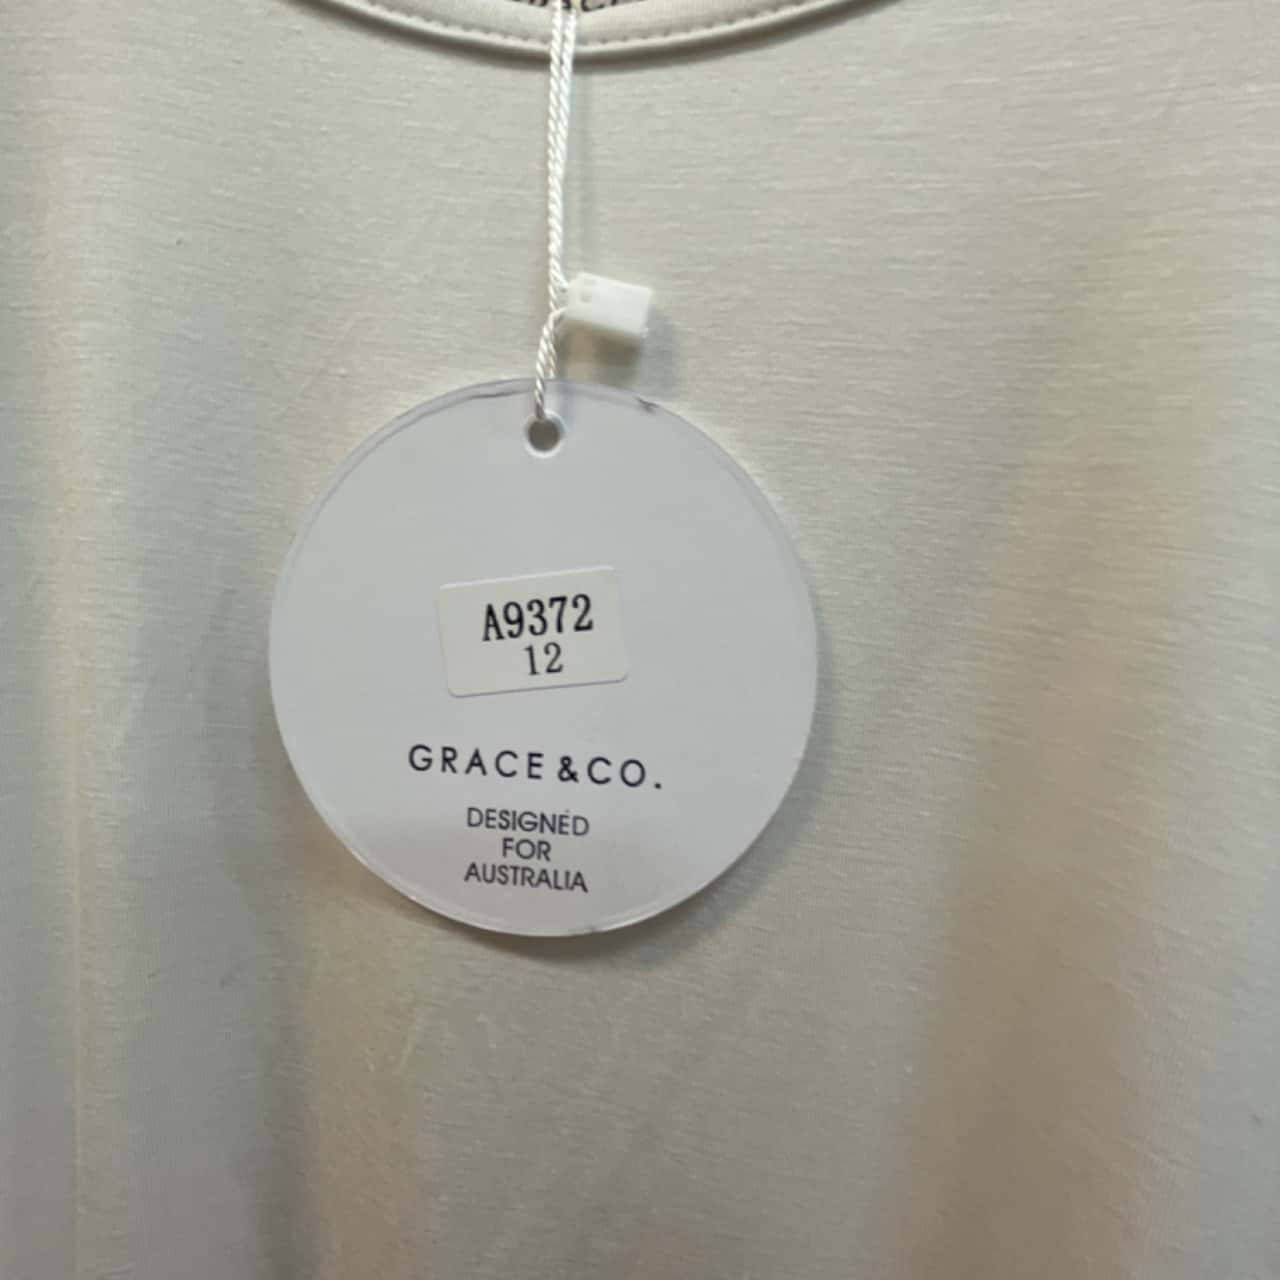 A9372
12
GRACE & CO.
DESIGNED
FOR
AUSTRALIA